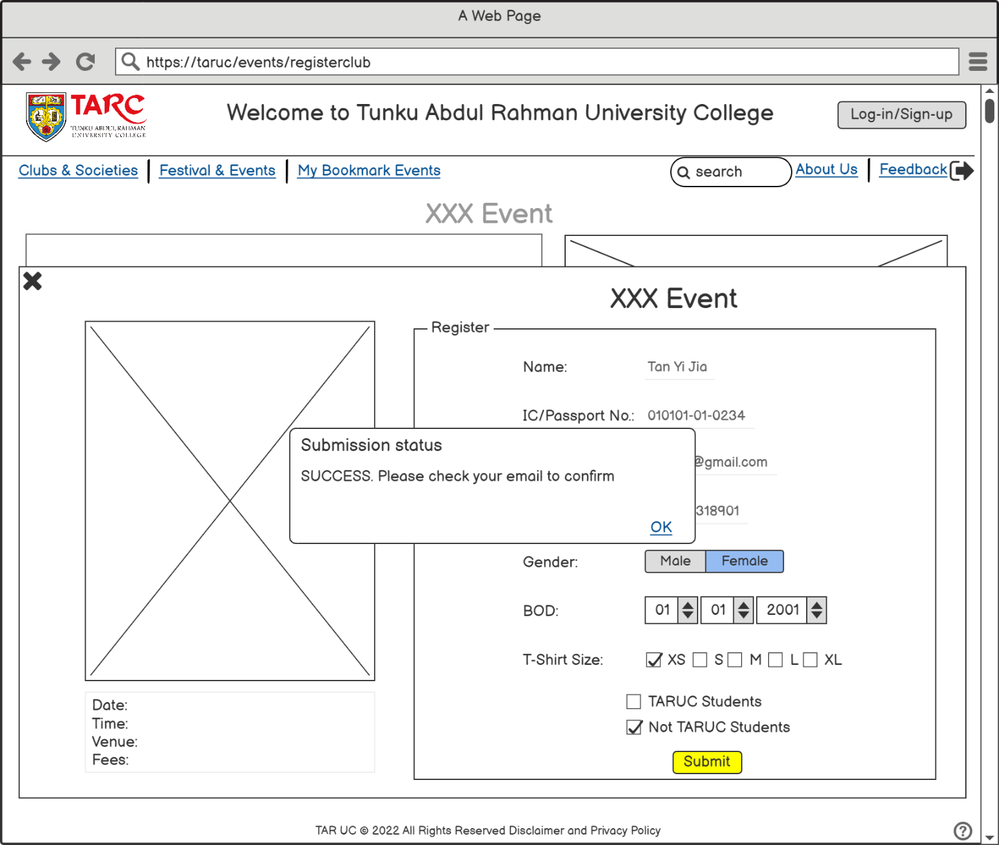 A Web Page
https://taruc/events/registerclub
TARC
TUNKU ABDUL RAHMAN
UNIVERSITY COLLEGE
Welcome to Tunku Abdul Rahman University College
Log-in/Sign-up
Clubs & Societies
Festival & Events
My Bookmark Events
search
About Us
Feedback
XXX Event
XXX Event
Register
Name: Tan Yi Jia
IC/Passport No.: 010101-01-0234
@gmail.com
318901
Submission status
SUCCESS. Please check your email to confirm
OK
Gender: Male Female
BOD: 01 01 2001
T-Shirt Size: XS S M L XL
TARUC Students
Not TARUC Students
Submit
Date:
Time:
Venue:
Fees:
TAR UC © 2022 All Rights Reserved Disclaimer and Privacy Policy